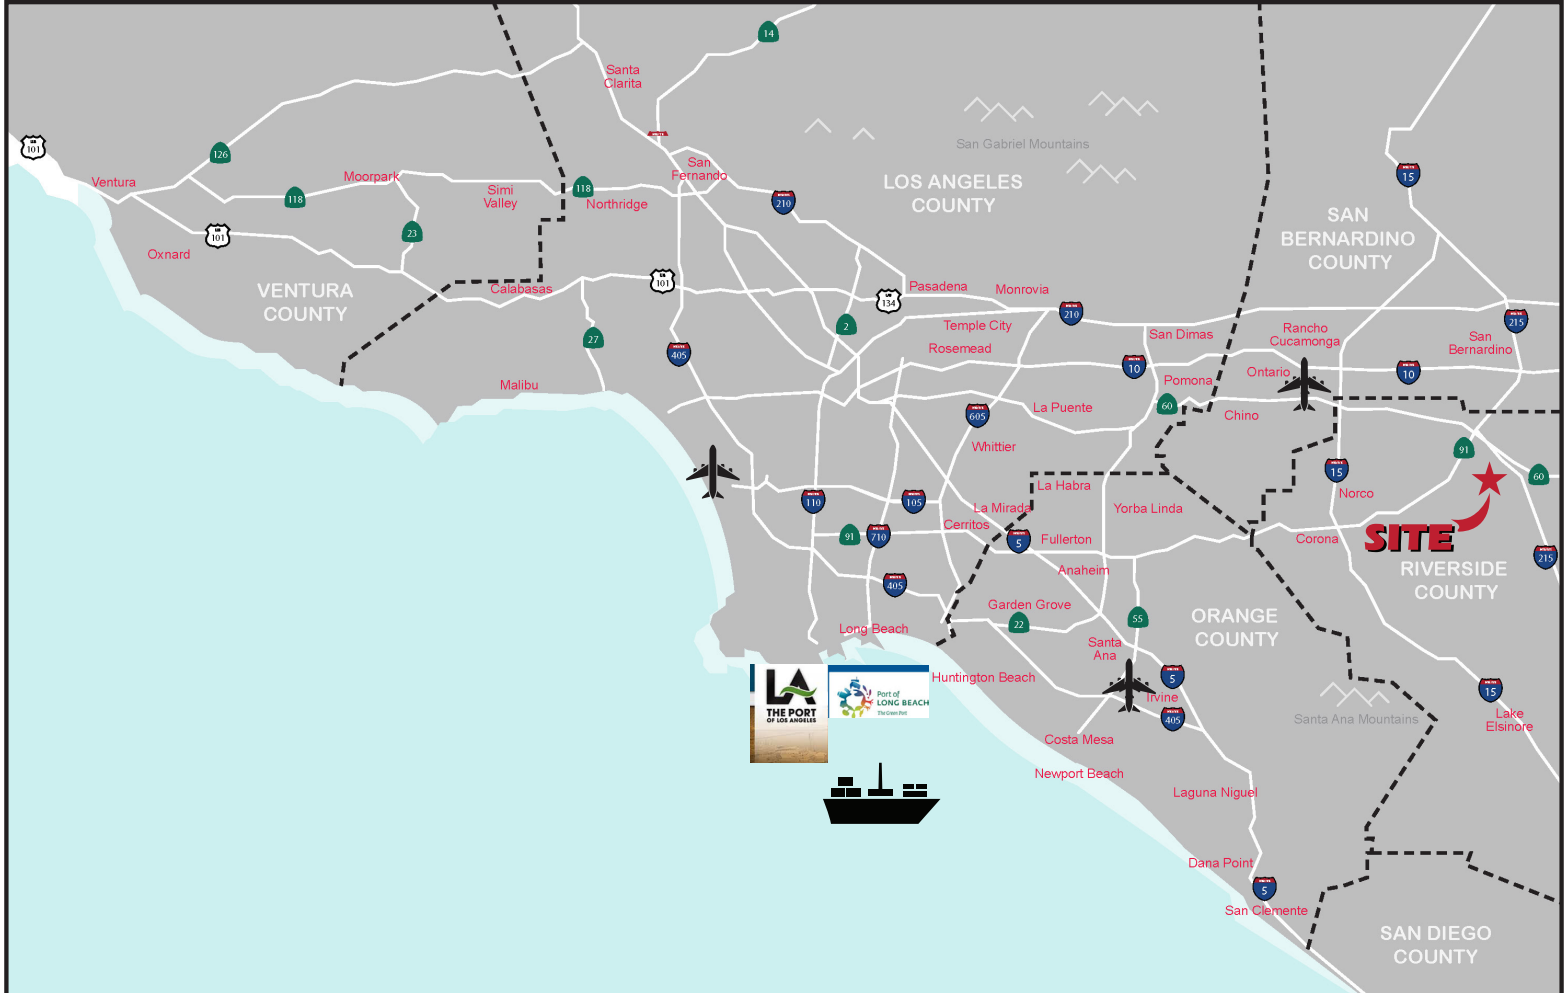 14
Santa
Clarita
101
126
Ventura
Moorpark
118
Simi
Valley
118
Northridge
San
Fernando
210
San Gabriel Mountains
LOS ANGELES
COUNTY
15
SAN
BERNARDINO
COUNTY
101
23
Oxnard
VENTURA
COUNTY
Calabasas
101
134
Pasadena
Monrovia
210
Temple City
Rosemead
2
27
405
Malibu
San Dimas
10
Pomona
60
Rancho
Cucamonga
Ontario
Chino
10
San
Bernardino
215
605
La Puente
Whittier
La Habra
La Mirada
Yorba Linda
110
105
91
710
Cerritos
5
Fullerton
Anaheim
405
15
Norco
91
60
SITE
Corona
215
RIVERSIDE
COUNTY
Garden Grove
22
55
ORANGE
COUNTY
Long Beach
Santa
Ana
Huntington Beach
5
Irvine
405
LA
THE PORT
OF LOS ANGELES
Port of
LONG BEACH
The Green Port
Costa Mesa
Newport Beach
Santa Ana Mountains
15
Lake
Elsinore
Laguna Niguel
Dana Point
5
San Clemente
SAN DIEGO
COUNTY